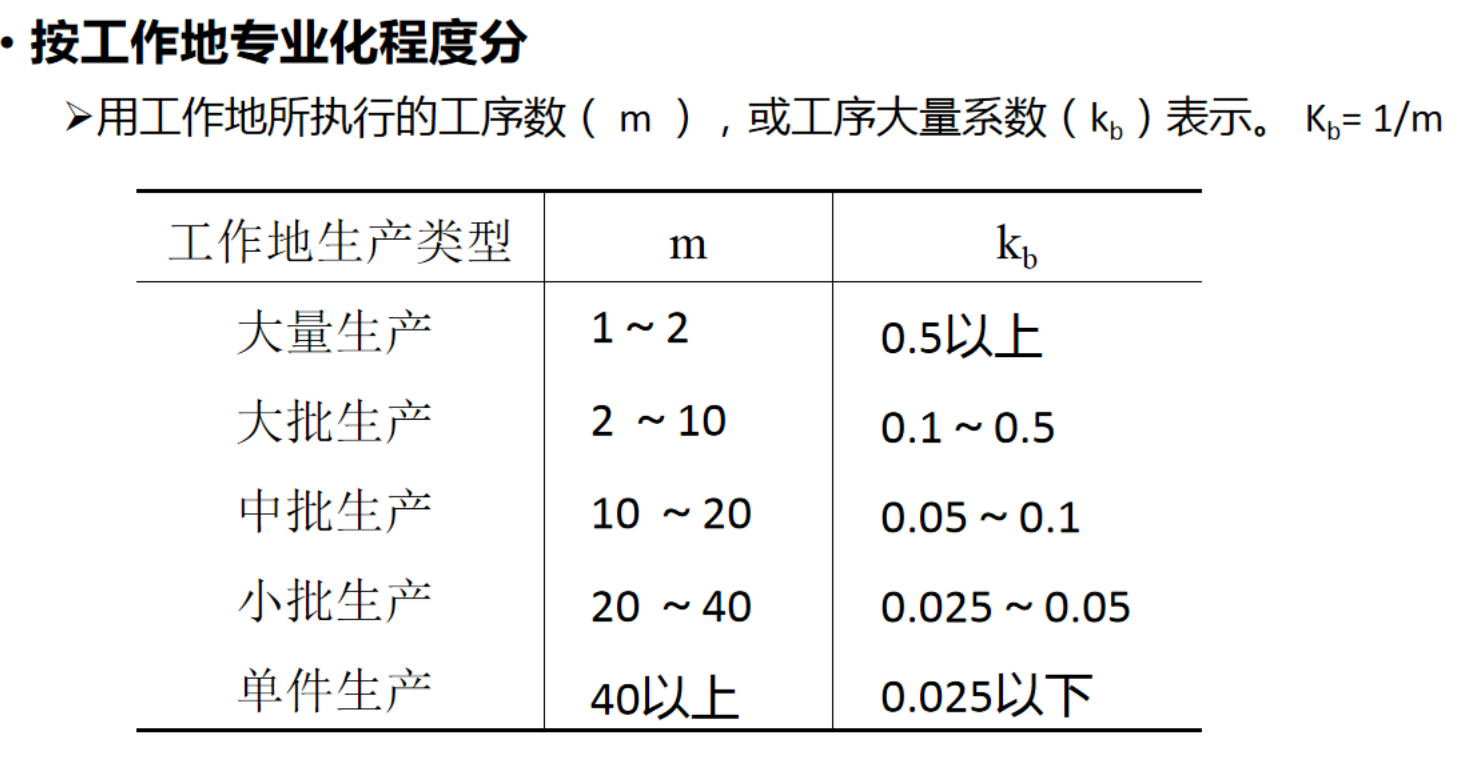 • 按工作地专业化程度分
➢用工作地所执行的工序数（ m ），或工序大量系数（kb）表示。 Kb= 1/m
工作地生产类型 m kb
大量生产 1～2 0.5以上
大批生产 2 ～10 0.1～0.5
中批生产 10 ～20 0.05～0.1
小批生产 20 ～40 0.025～0.05
单件生产 40以上 0.025以下